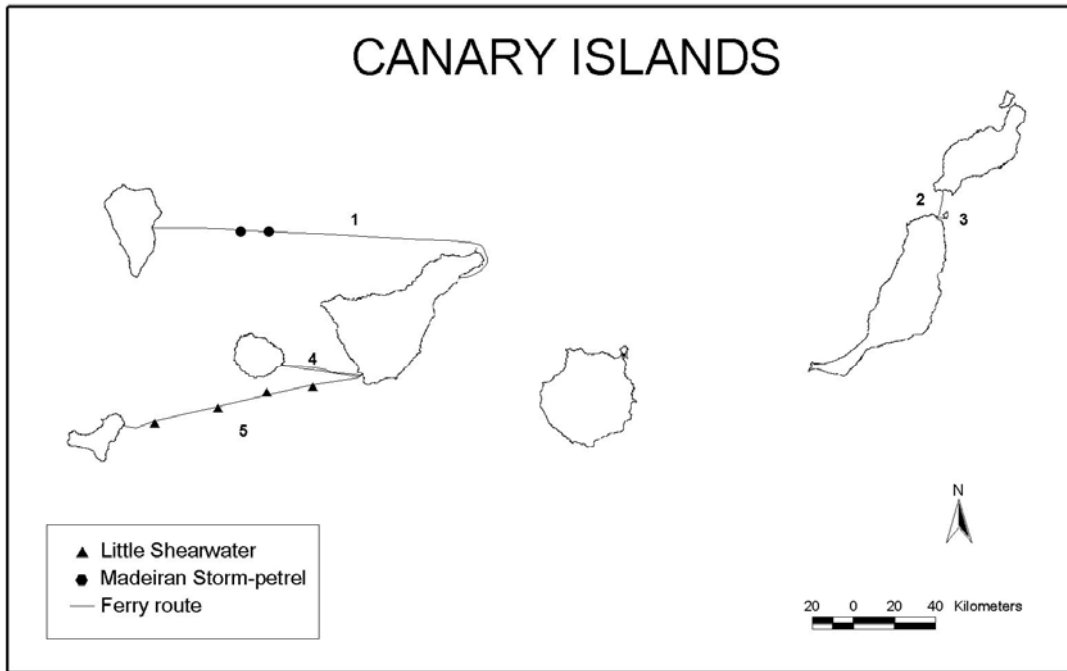 CANARY ISLANDS
1
2
3
4
5
N
Little Shearwater
Madeiran Storm-petrel
Ferry route
20 0 20 40 Kilometers